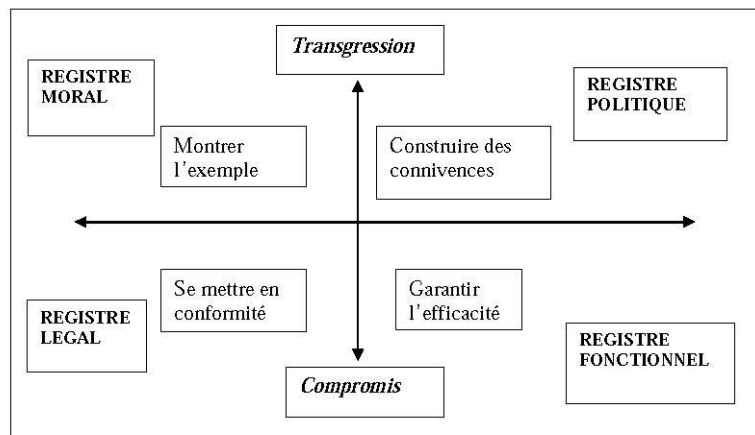 Transgression
REGISTRE
MORAL
REGISTRE
POLITIQUE
Montrer
l'exemple
Construire des
connivences
Se mettre en
conformité
Garantir
l'efficacité
REGISTRE
LEGAL
REGISTRE
FONCTIONNEL
Compromis